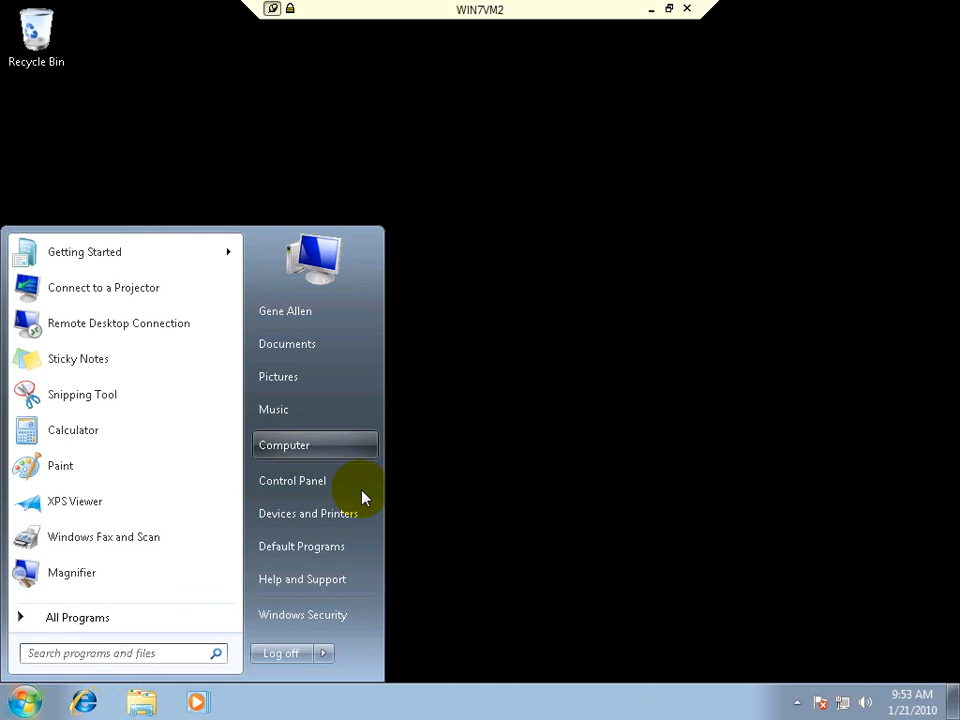 WIN7VM2
Recycle Bin
Getting Started
Connect to a Projector
Remote Desktop Connection
Sticky Notes
Snipping Tool
Calculator
Paint
XPS Viewer
Windows Fax and Scan
Magnifier
All Programs
Search programs and files
Gene Allen
Documents
Pictures
Music
Computer
Control Panel
Devices and Printers
Default Programs
Help and Support
Windows Security
Log off
9:53 AM
1/21/2010